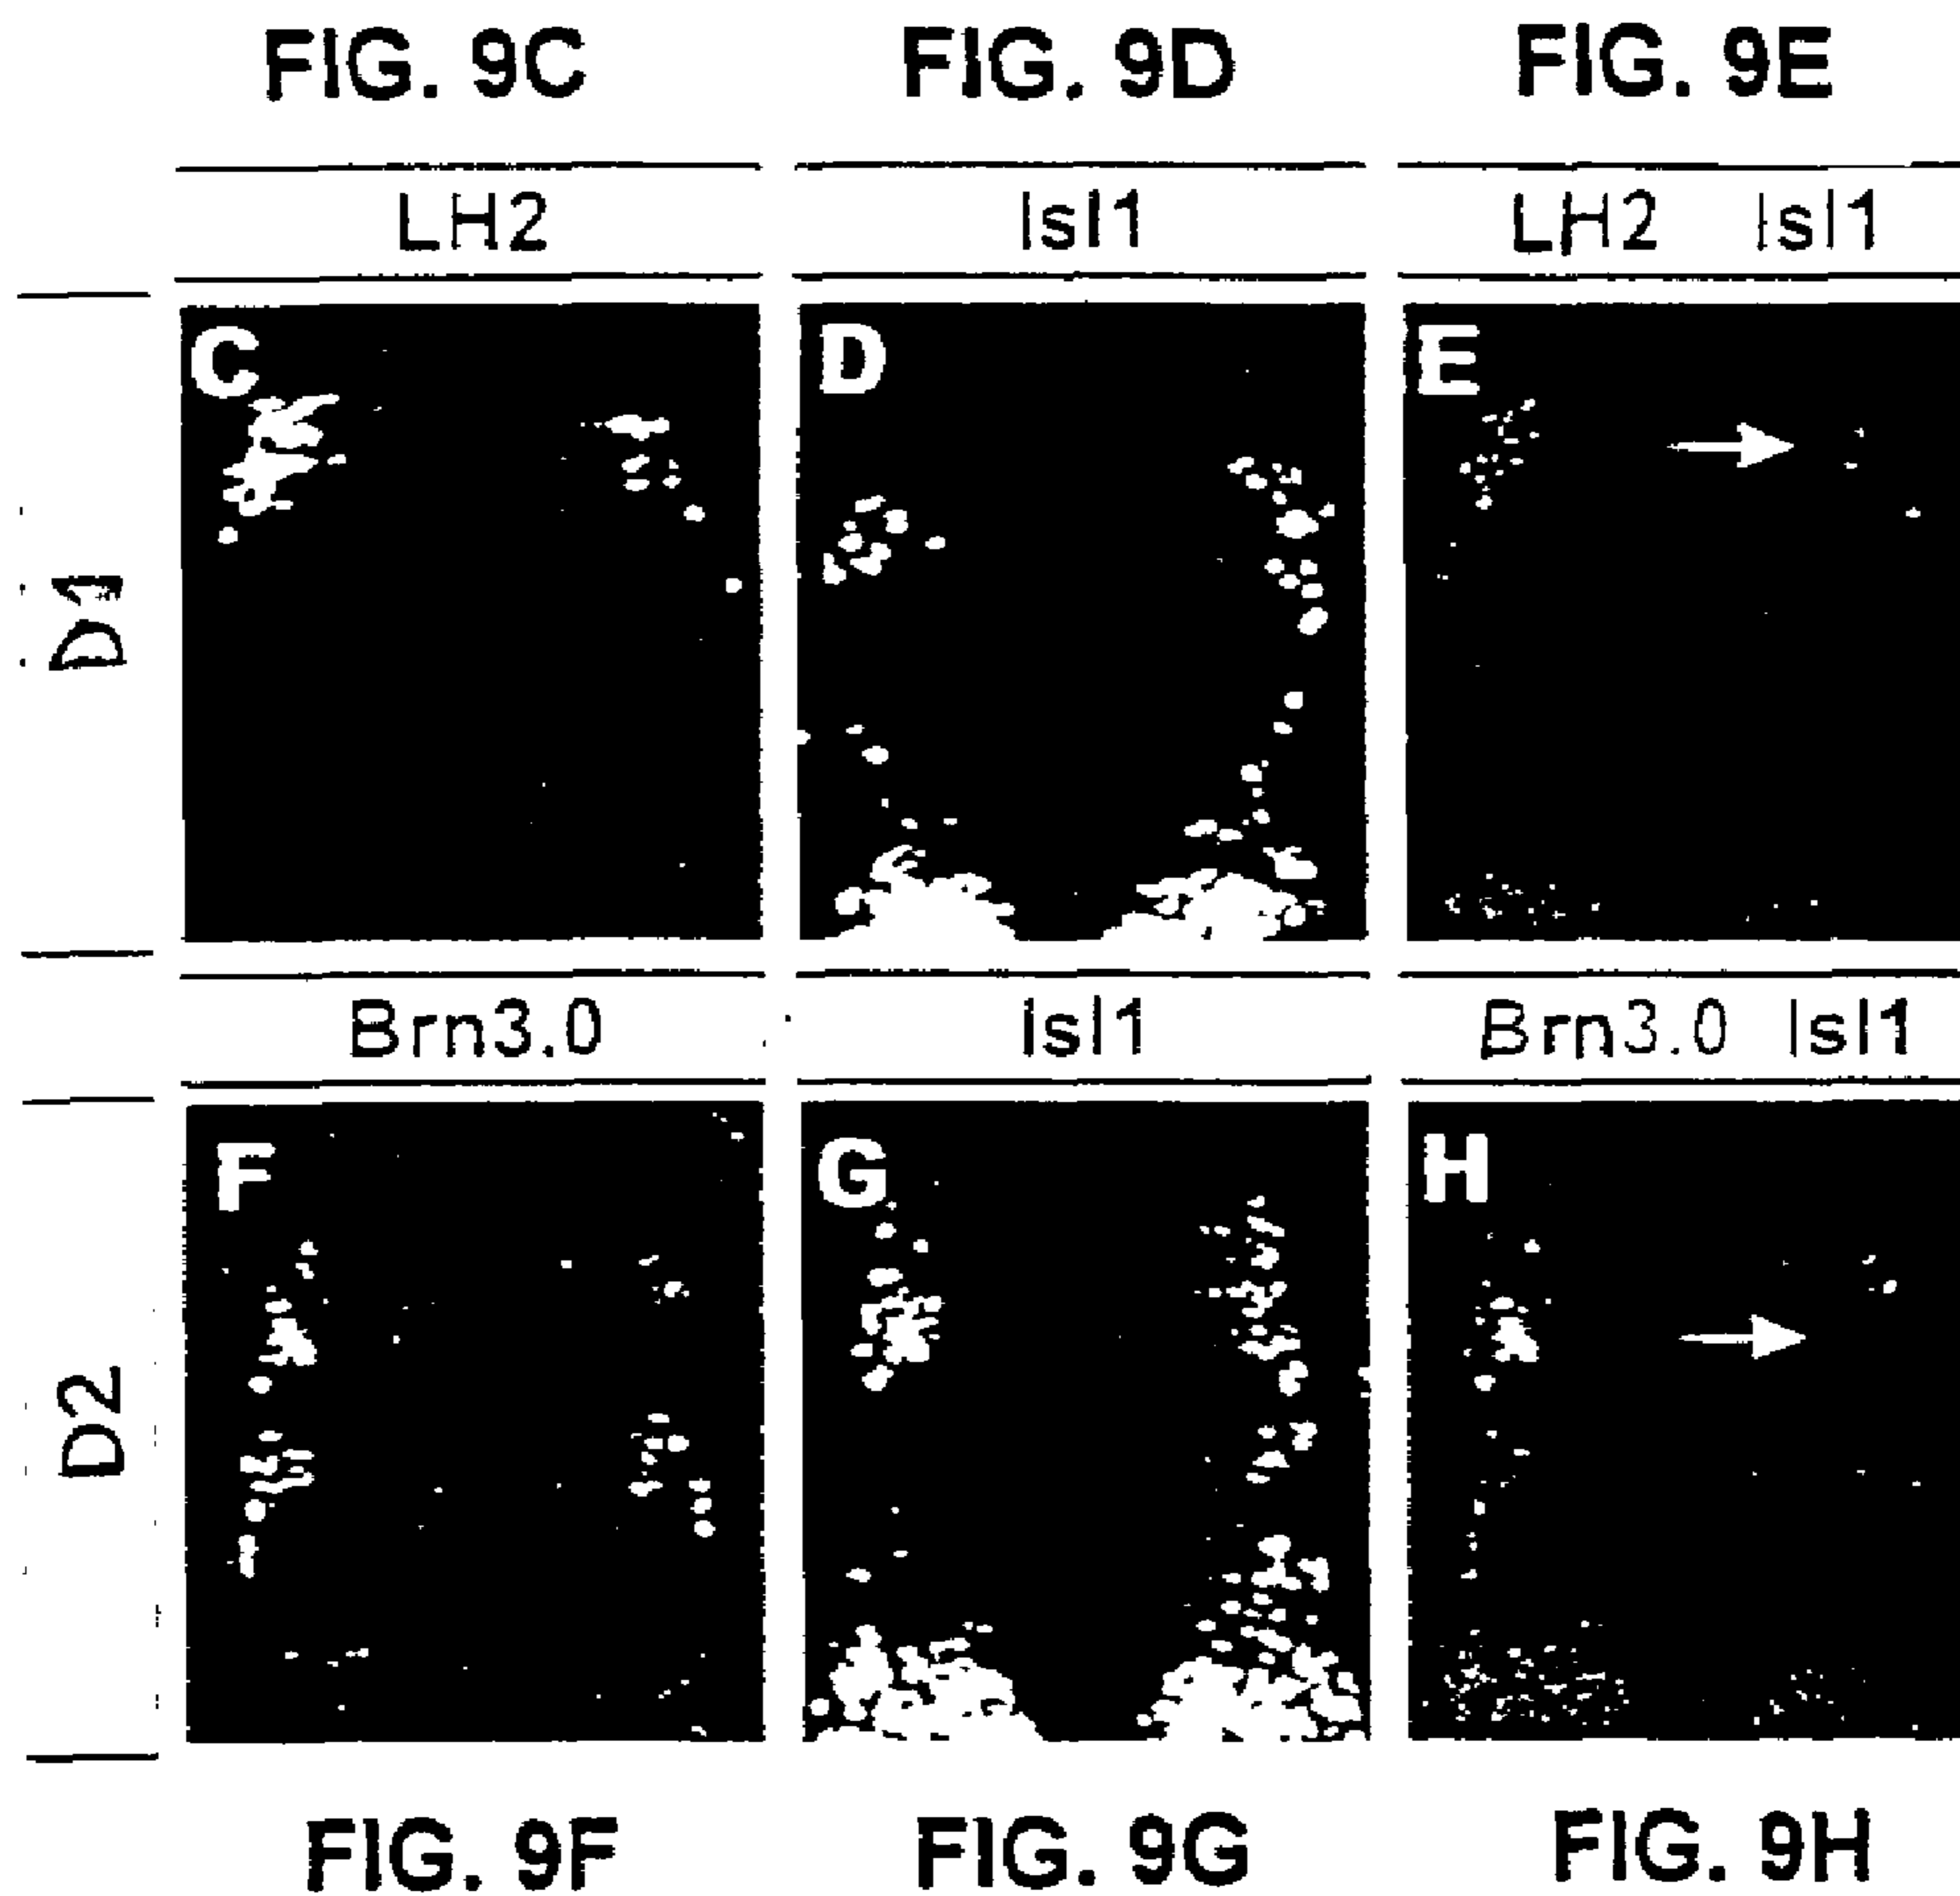 FIG. 9C FIG. 9D FIG. 9E
LH2 Isl1 LH2 Isl1
C D E
D1
Brn3.0 Isl1 Brn3.0 Isl1
F G H
D2
FIG. 9F FIG. 9G FIG. 9H